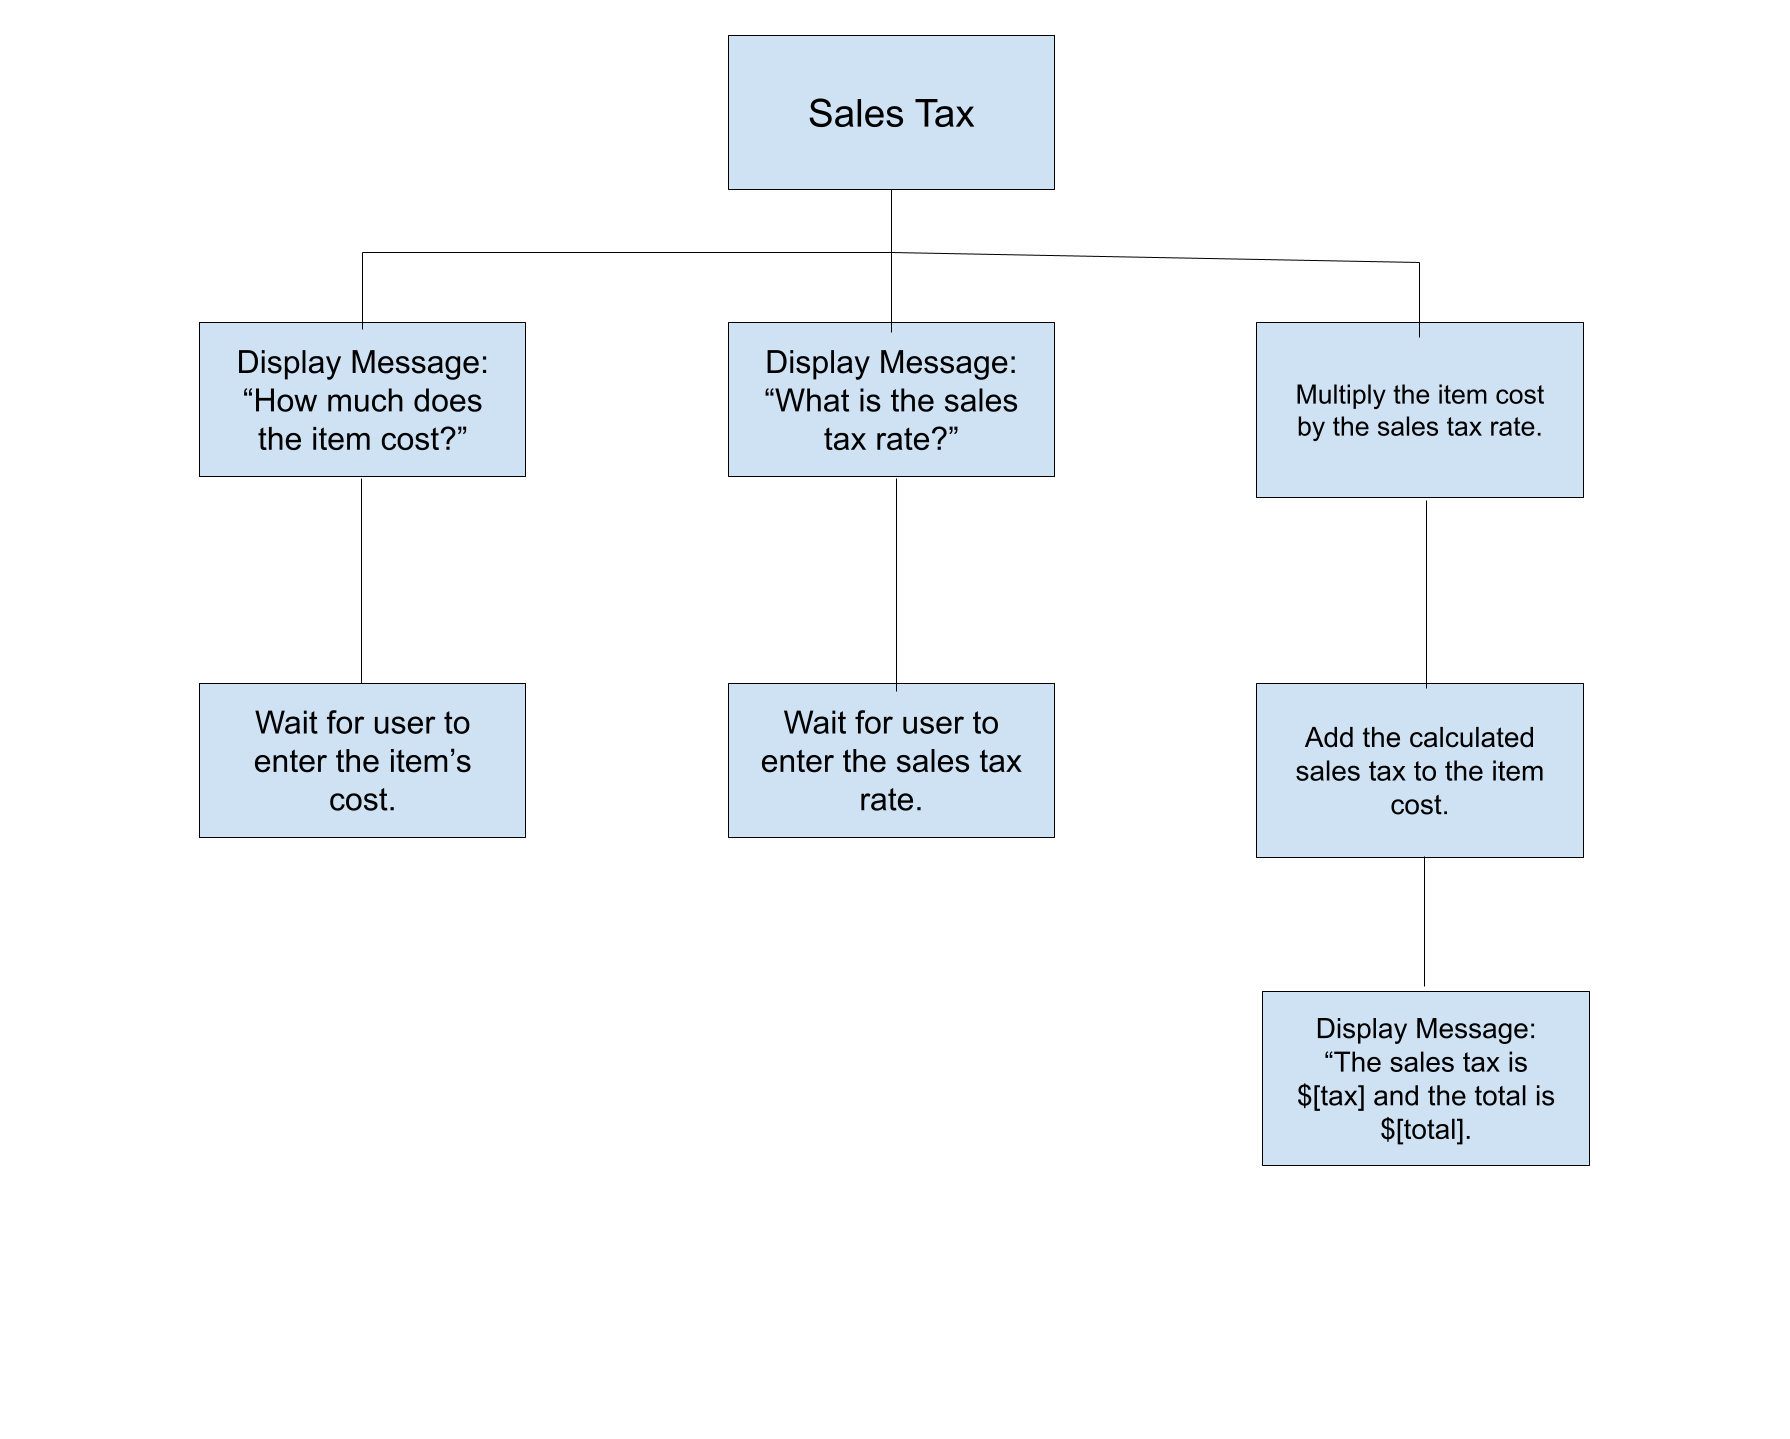 Sales Tax
Display Message:
“How much does
the item cost?”
Display Message:
“What is the sales
tax rate?”
Multiply the item cost
by the sales tax rate.
Wait for user to
enter the item’s
cost.
Wait for user to
enter the sales tax
rate.
Add the calculated
sales tax to the item
cost.
Display Message:
“The sales tax is
$[tax] and the total is
$[total].